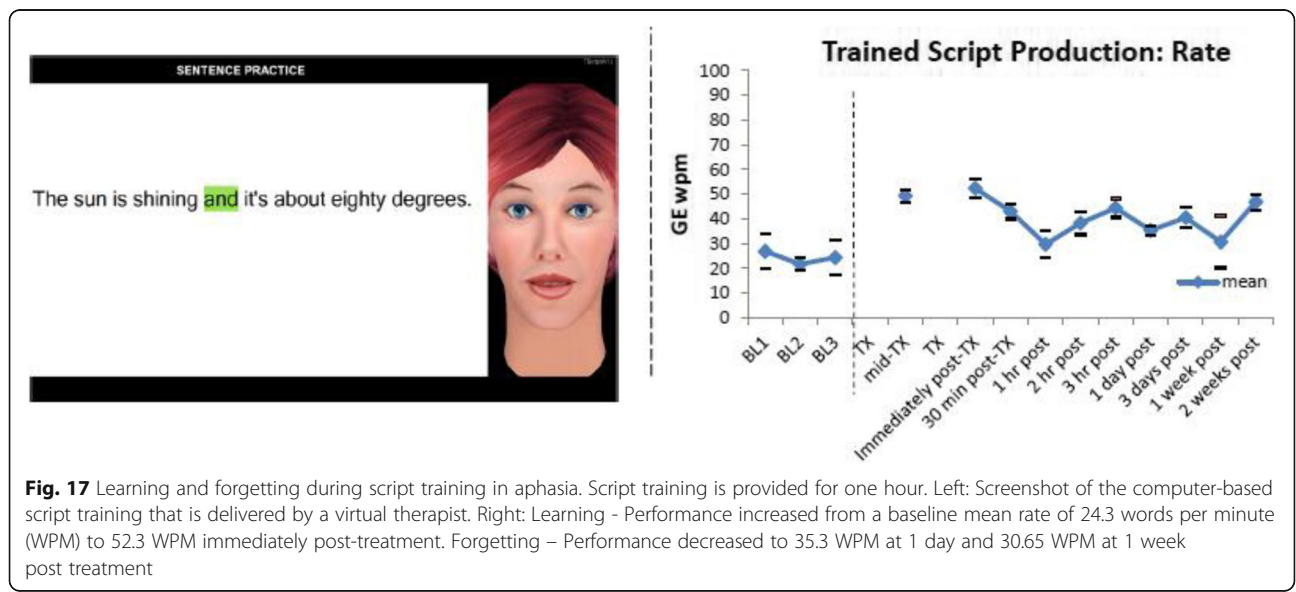 SENTENCE PRACTICE
The sun is shining and it's about eighty degrees.
Trained Script Production: Rate
GE wpm
100
90
80
70
60
50
40
30
20
10
0
mean
BL1
BL2
BL3
TX
mid-TX
TX
Immediately post-TX
30 min post-TX
1 hr post
2 hr post
3 hr post
1 day post
3 days post
1 week post
2 weeks post
Fig. 17 Learning and forgetting during script training in aphasia. Script training is provided for one hour. Left: Screenshot of the computer-based
script training that is delivered by a virtual therapist. Right: Learning - Performance increased from a baseline mean rate of 24.3 words per minute
(WPM) to 52.3 WPM immediately post-treatment. Forgetting – Performance decreased to 35.3 WPM at 1 day and 30.65 WPM at 1 week
post treatment